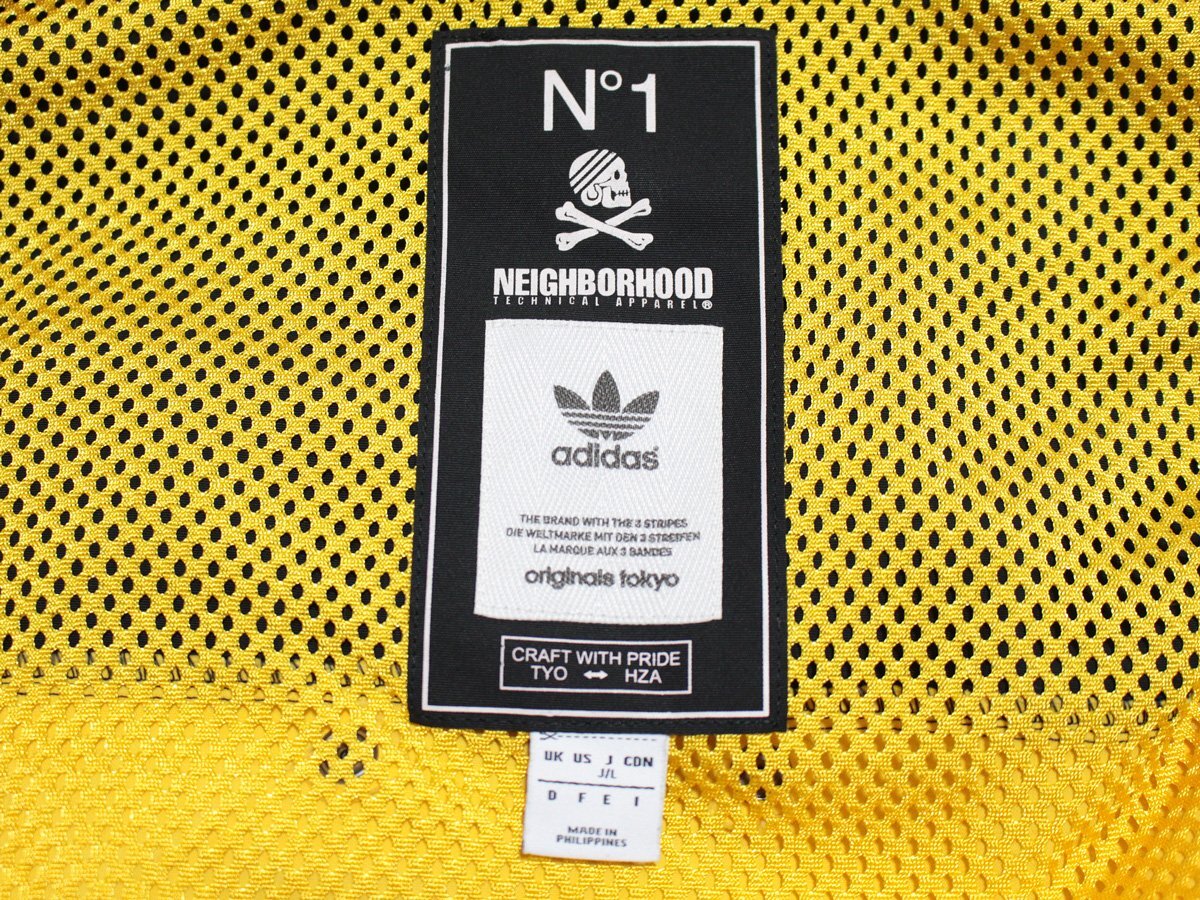 N°1
NEIGHBORHOOD
TECHNICAL APPAREL®
adidas
THE BRAND WITH THE 3 STRIPES
DIE WELTMARKE MIT DEN 3 STREIFEN
LA MARQUE AUX 3 BANDES
originals tokyo
CRAFT WITH PRIDE
TYO ↔ HZA
UK US J CDN
J/L
D F E I
MADE IN
PHILIPPINES